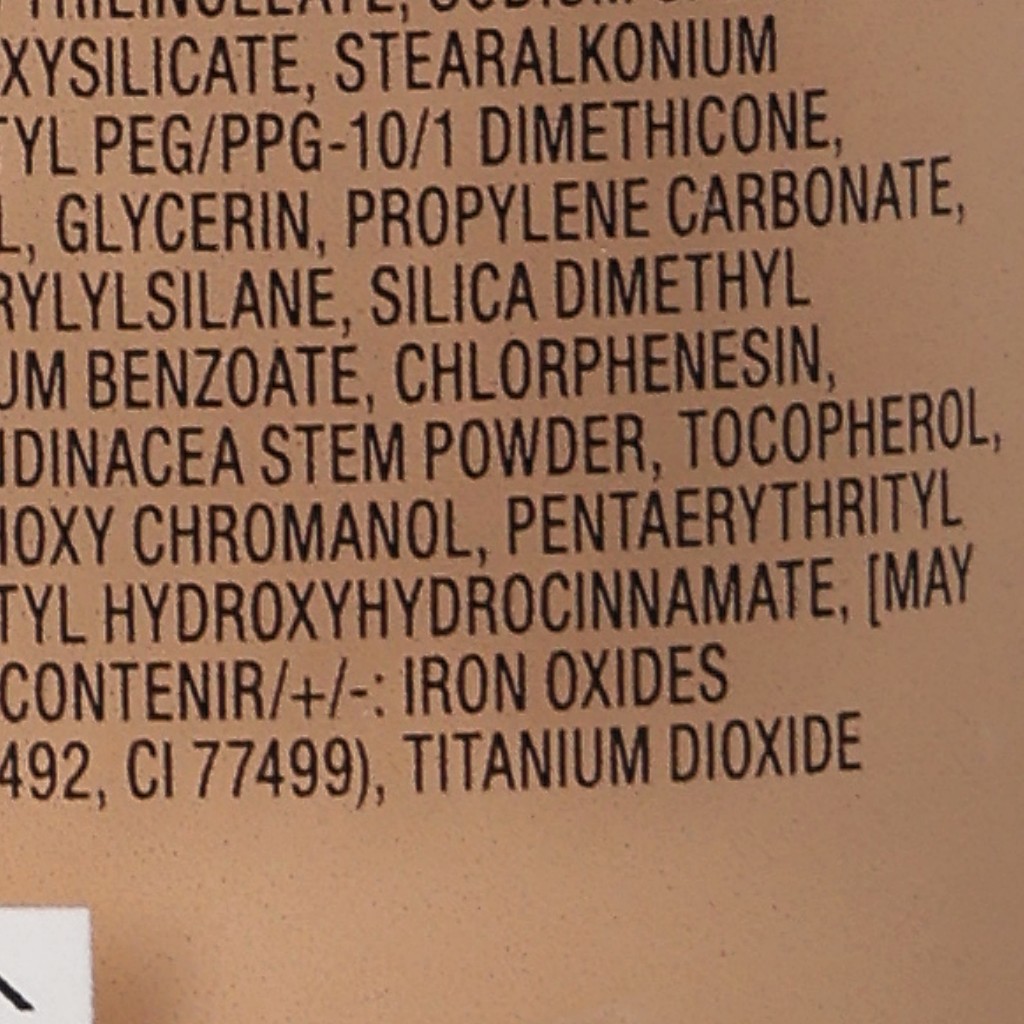 XYSILICATE, STEARALKONIUM
TYL PEG/PPG-10/1 DIMETHICONE,
L, GLYCERIN, PROPYLENE CARBONATE,
RYLYLSILANE, SILICA DIMETHYL
UM BENZOATE, CHLORPHENESIN,
IDINACEA STEM POWDER, TOCOPHEROL,
HOXY CHROMANOL, PENTAERYTHRITYL
TYL HYDROXYHYDROCINNAMATE, [MAY
CONTENIR/+/-: IRON OXIDES
492, CI 77499), TITANIUM DIOXIDE